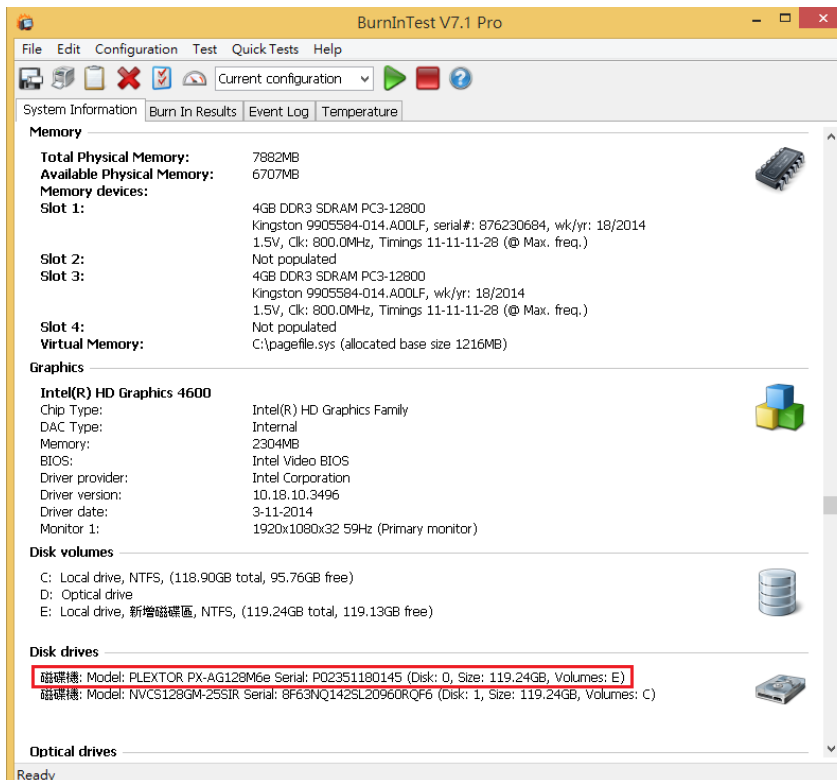 BurnInTest V7.1 Pro
File Edit Configuration Test Quick Tests Help
Current configuration
System Information Burn In Results Event Log Temperature
Memory
Total Physical Memory: 7882MB
Available Physical Memory: 6707MB
Memory devices:
Slot 1: 4GB DDR3 SDRAM PC3-12800
Kingston 9905584-014.A00LF, serial#: 876230684, wk/yr: 18/2014
1.5V, Clk: 800.0MHz, Timings 11-11-11-28 (@ Max. freq.)
Slot 2: Not populated
Slot 3: 4GB DDR3 SDRAM PC3-12800
Kingston 9905584-014.A00LF, wk/yr: 18/2014
1.5V, Clk: 800.0MHz, Timings 11-11-11-28 (@ Max. freq.)
Slot 4: Not populated
Virtual Memory: C:\pagefile.sys (allocated base size 1216MB)
Graphics
Intel(R) HD Graphics 4600
Chip Type: Intel(R) HD Graphics Family
DAC Type: Internal
Memory: 2304MB
BIOS: Intel Video BIOS
Driver provider: Intel Corporation
Driver version: 10.18.10.3496
Driver date: 3-11-2014
Monitor 1: 1920x1080x32 59Hz (Primary monitor)
Disk volumes
C: Local drive, NTFS, (118.90GB total, 95.76GB free)
D: Optical drive
E: Local drive, 新增磁碟區, NTFS, (119.24GB total, 119.13GB free)
Disk drives
磁碟機: Model: PLEXTOR PX-AG128M6e Serial: P02351180145 (Disk: 0, Size: 119.24GB, Volumes: E)
磁碟機: Model: NVCS128GM-25SIR Serial: 8F63NQ142SL20960RQF6 (Disk: 1, Size: 119.24GB, Volumes: C)
Optical drives
Ready